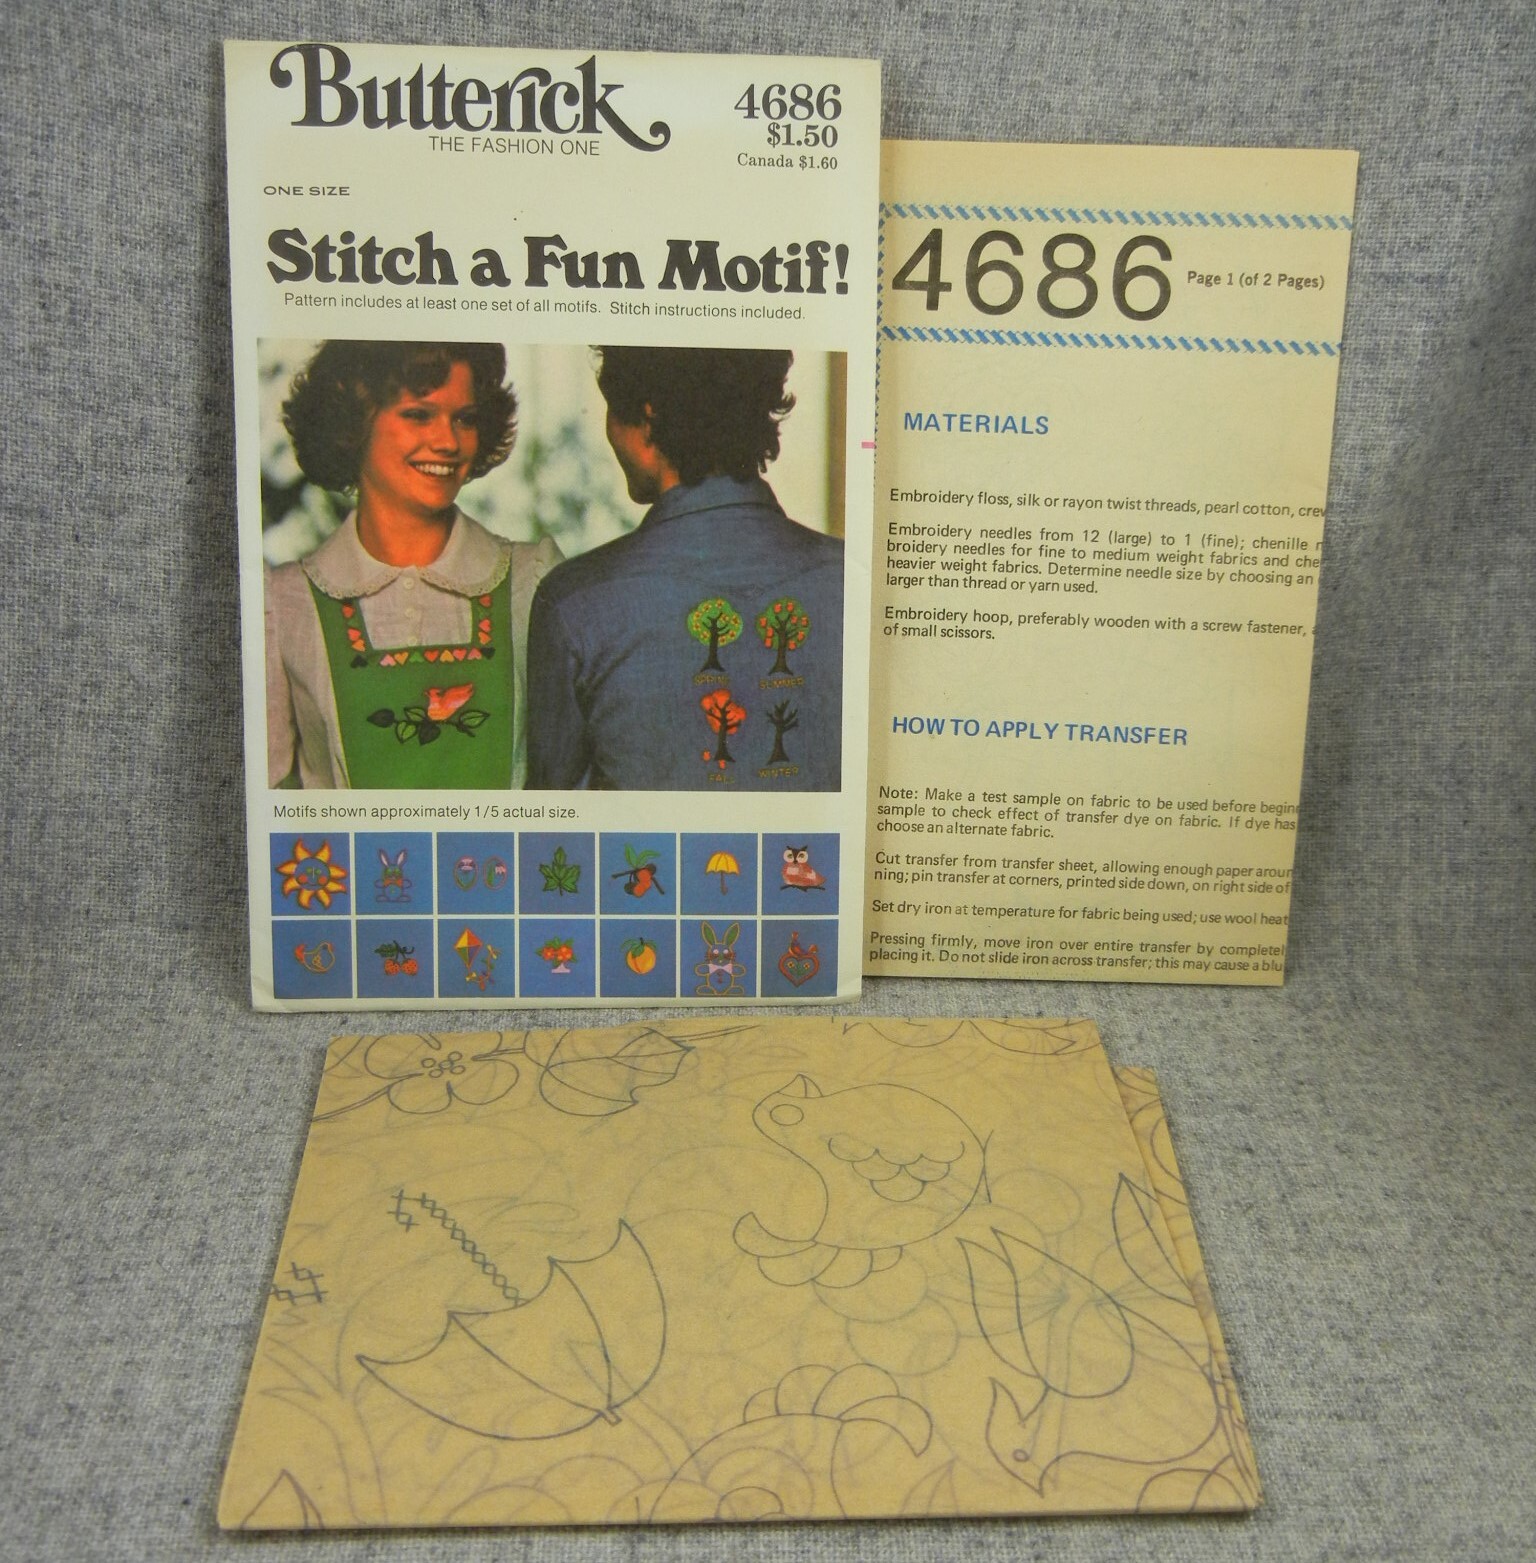 Butterick
THE FASHION ONE
4686
$1.50
Canada $1.60
ONE SIZE
Stitch a Fun Motif!
Pattern includes at least one set of all motifs. Stitch instructions included.
SPRING SUMMER
FALL WINTER
Motifs shown approximately 1/5 actual size.
4686 Page 1 (of 2 Pages)
MATERIALS
Embroidery floss, silk or rayon twist threads, pearl cotton,
Embroidery needles from 12 (large) to 1 (fine); chenille
broidery needles for fine to medium weight fabrics and
heavier weight fabrics. Determine needle size by choosing an
larger than thread or yarn used.
Embroidery hoop, preferably wooden with a screw fastener,
of small scissors.
HOW TO APPLY TRANSFER
Note: Make a test sample on fabric to be used before
sample to check effect of transfer dye on fabric. If dye has
choose an alternate fabric.
Cut transfer from transfer sheet, allowing enough paper
ning; pin transfer at corners, printed side down, on right side of
Set dry iron at temperature for fabric being used; use wool
Pressing firmly, move iron over entire transfer by
placing it. Do not slide iron across transfer; this may cause a